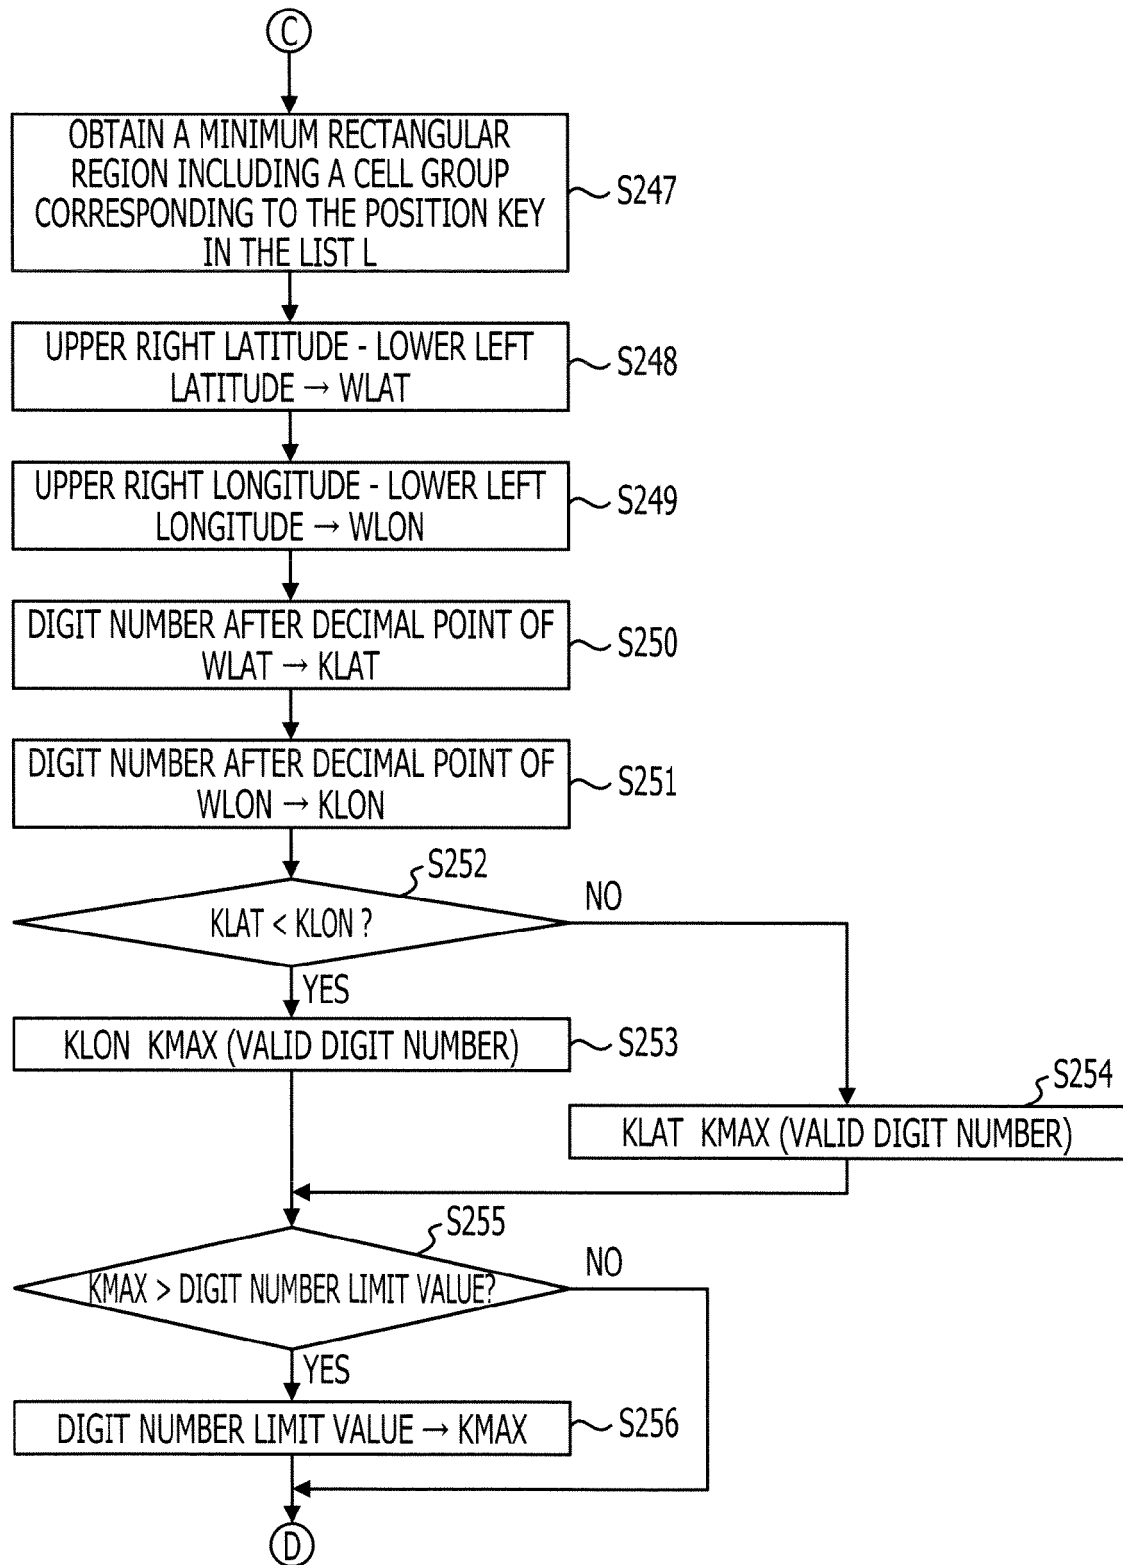 C
OBTAIN A MINIMUM RECTANGULAR
REGION INCLUDING A CELL GROUP
CORRESPONDING TO THE POSITION KEY
IN THE LIST L
S247
UPPER RIGHT LATITUDE - LOWER LEFT
LATITUDE → WLAT
S248
UPPER RIGHT LONGITUDE - LOWER LEFT
LONGITUDE → WLON
S249
DIGIT NUMBER AFTER DECIMAL POINT OF
WLAT → KLAT
S250
DIGIT NUMBER AFTER DECIMAL POINT OF
WLON → KLON
S251
S252
KLAT < KLON ?
NO
YES
KLON KMAX (VALID DIGIT NUMBER)
S253
S254
KLAT KMAX (VALID DIGIT NUMBER)
S255
KMAX > DIGIT NUMBER LIMIT VALUE?
NO
YES
DIGIT NUMBER LIMIT VALUE → KMAX
S256
D